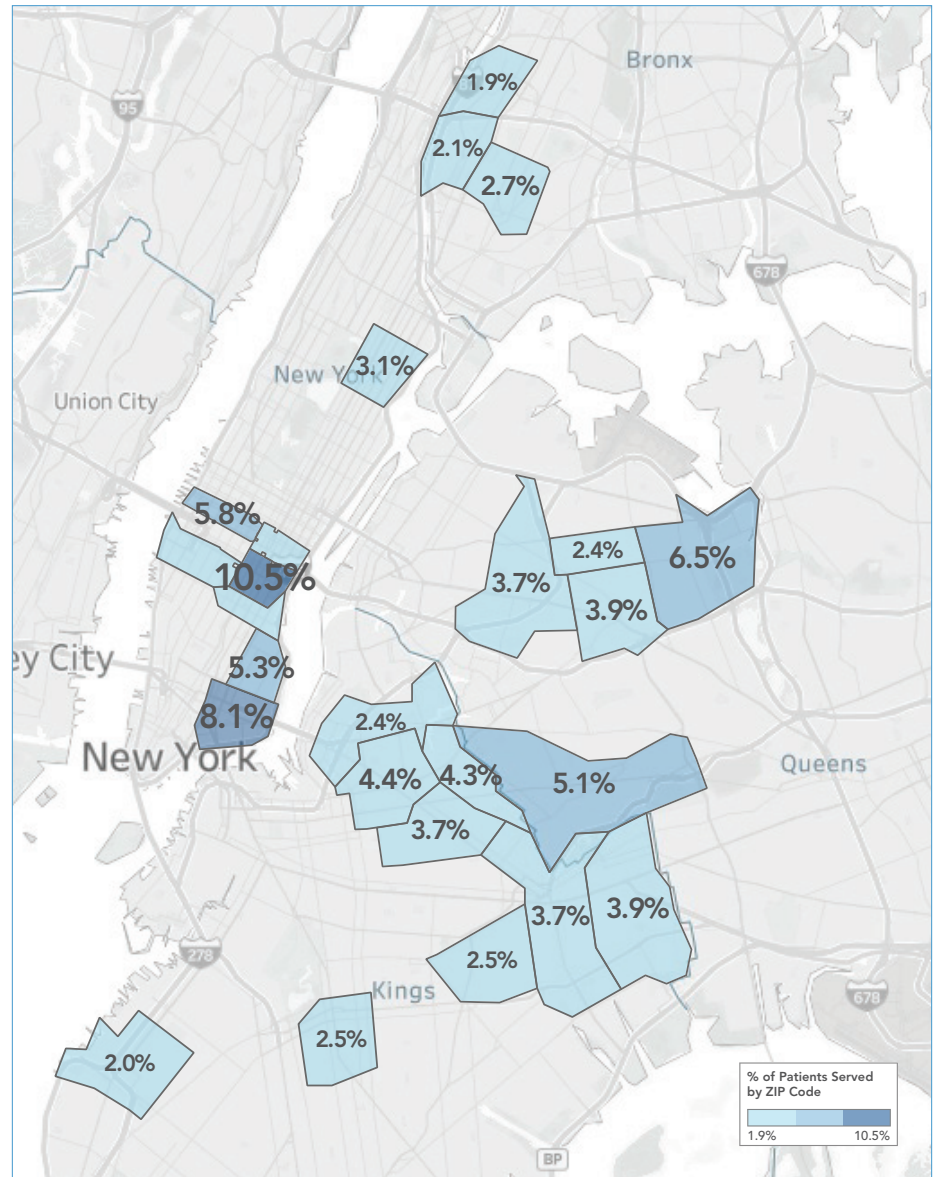 Bronx
1.9%
95
2.1%
2.7%
678
3.1%
New York
Union City
5.8%
10.5%
2.4%
6.5%
3.7%
3.9%
5.3%
ey City
8.1%
2.4%
New York
Queens
4.4%
4.3%
5.1%
3.7%
3.7%
3.9%
2.5%
278
Kings
678
2.5%
2.0%
% of Patients Served
by ZIP Code
1.9%
10.5%
BP